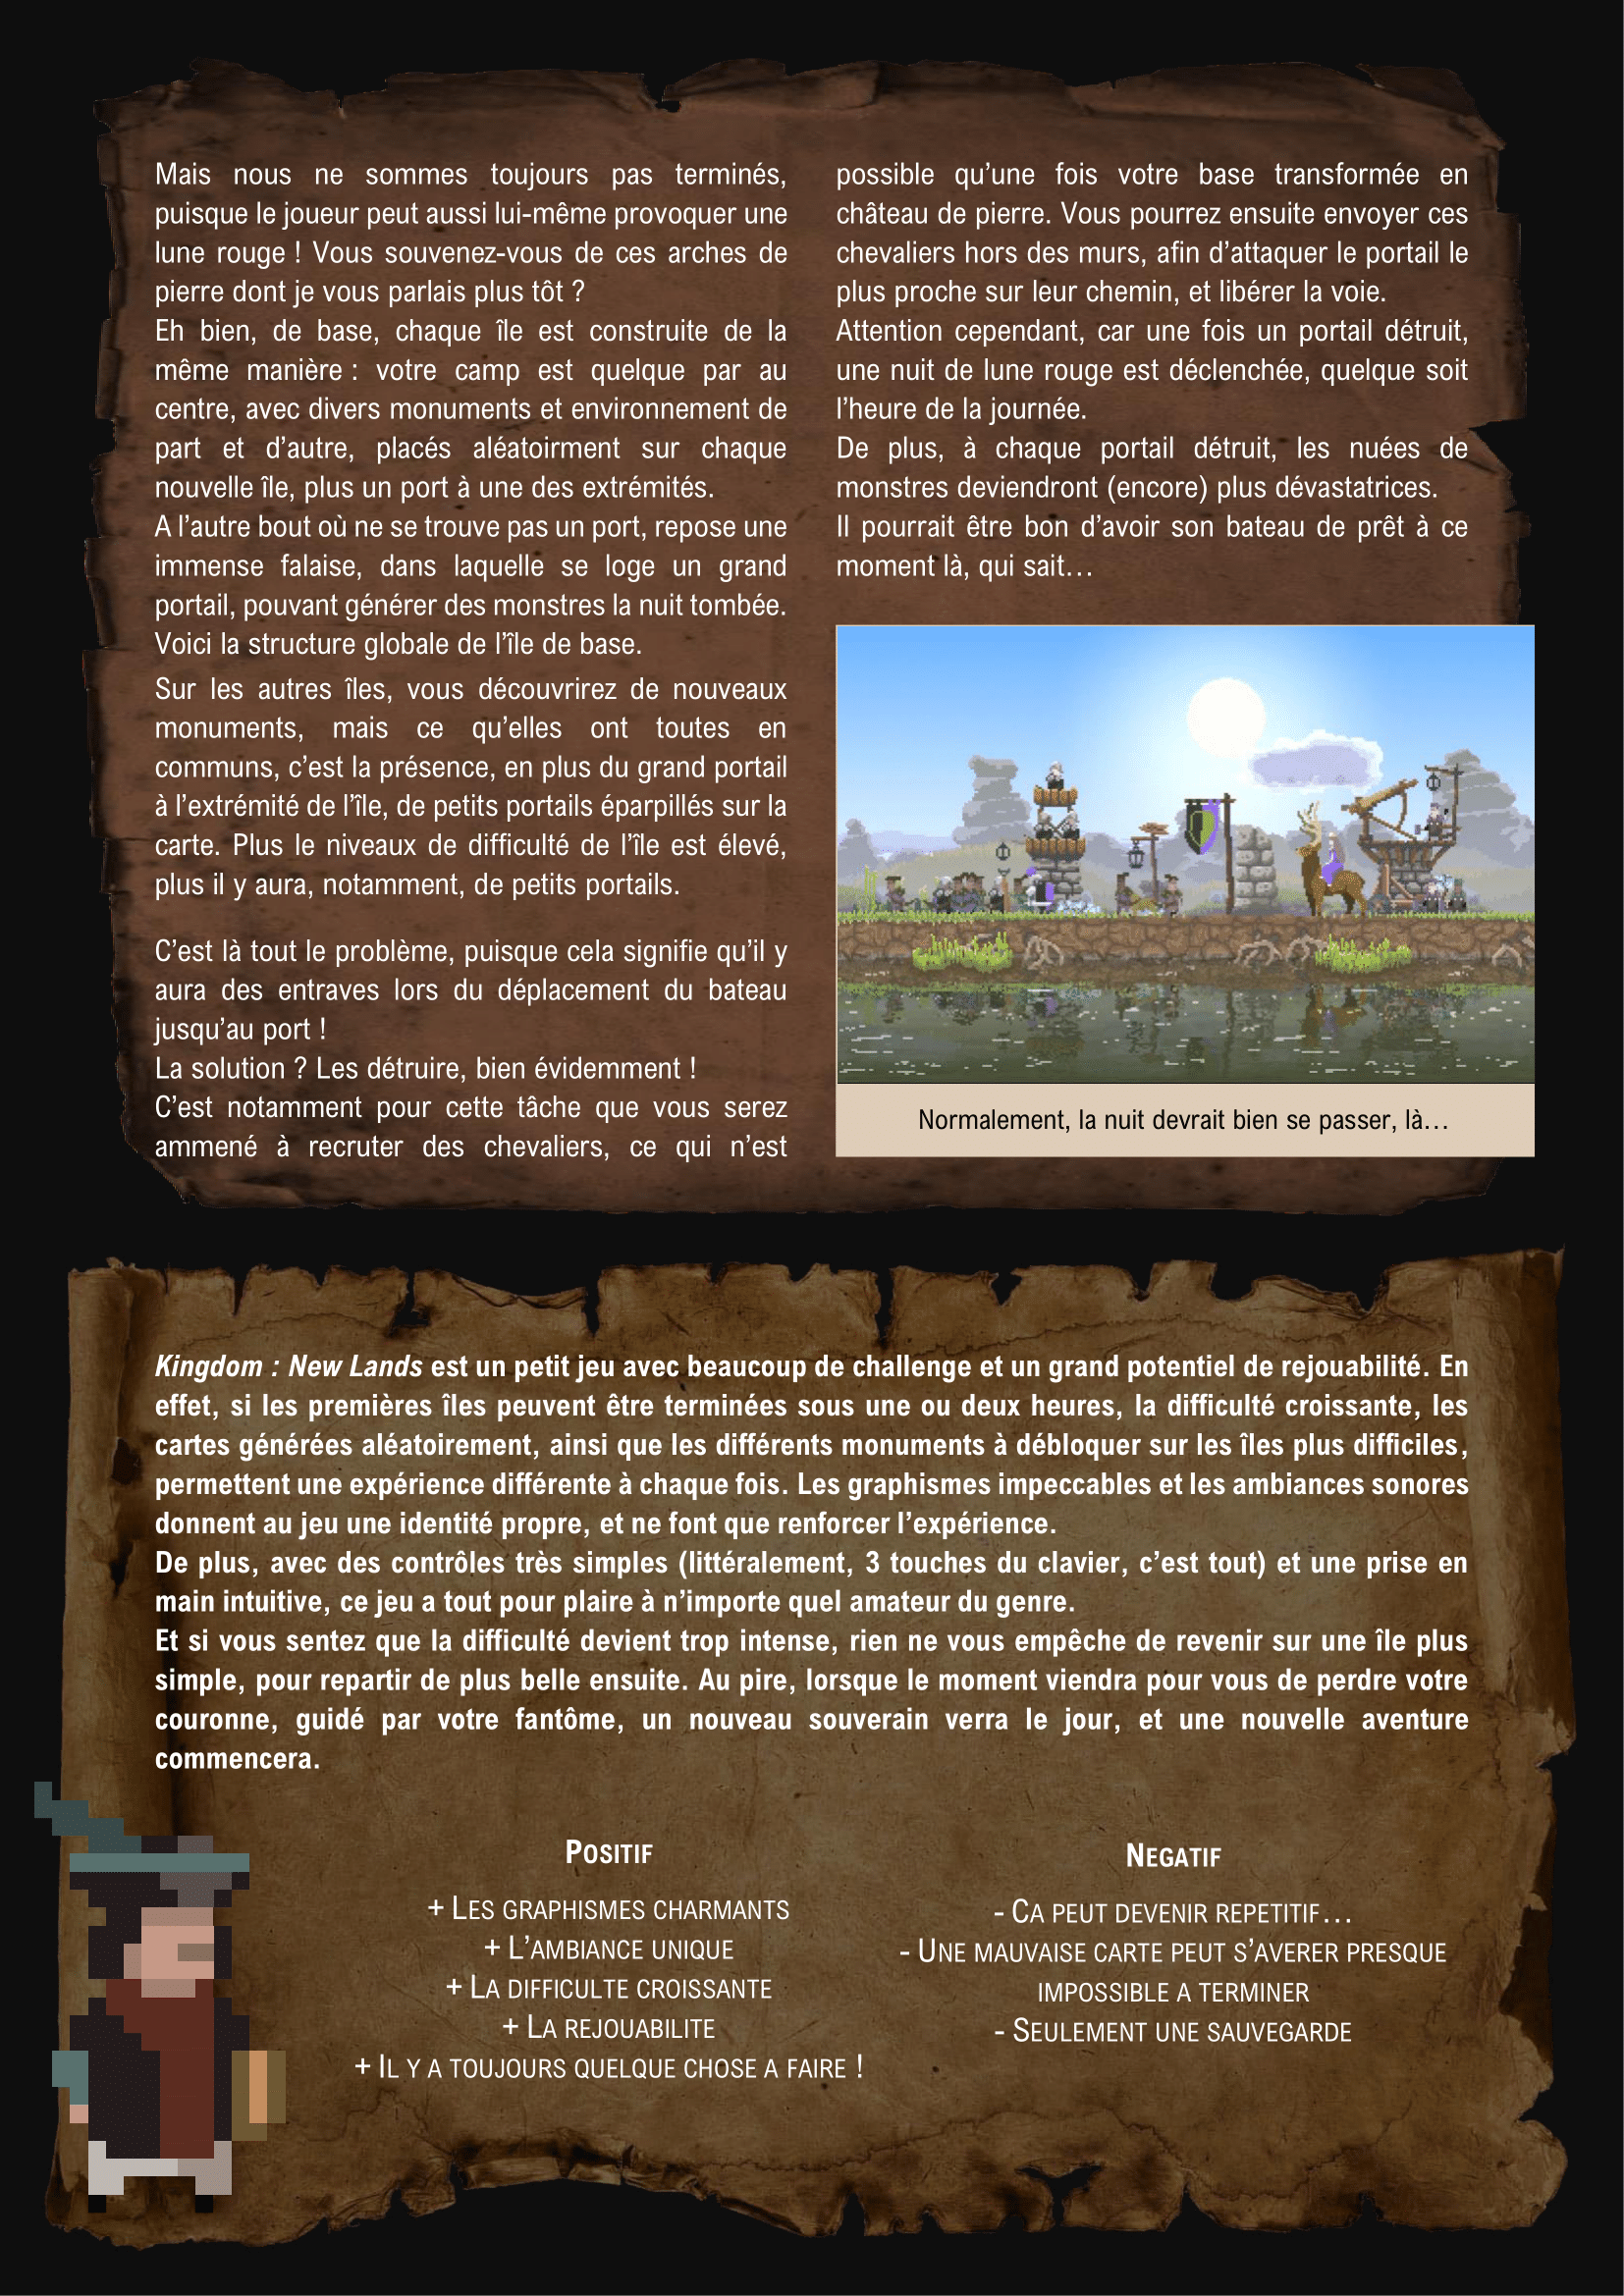 Mais nous ne sommes toujours pas terminés,
puisque le joueur peut aussi lui-même provoquer une
lune rouge ! Vous souvenez-vous de ces arches de
pierre dont je vous parlais plus tôt ?
Eh bien, de base, chaque île est construite de la
même manière : votre camp est quelque par au
centre, avec divers monuments et environnement de
part et d’autre, placés aléatoirment sur chaque
nouvelle île, plus un port à une des extrémités.
A l’autre bout où ne se trouve pas un port, repose une
immense falaise, dans laquelle se loge un grand
portail, pouvant générer des monstres la nuit tombée.
Voici la structure globale de l’île de base.
Sur les autres îles, vous découvrirez de nouveaux
monuments, mais ce qu’elles ont toutes en
communs, c’est la présence, en plus du grand portail
à l’extrémité de l’île, de petits portails éparpillés sur la
carte. Plus le niveaux de difficulté de l’île est élevé,
plus il y aura, notamment, de petits portails.
C’est là tout le problème, puisque cela signifie qu’il y
aura des entraves lors du déplacement du bateau
jusqu’au port !
La solution ? Les détruire, bien évidemment !
C’est notamment pour cette tâche que vous serez
ammené à recruter des chevaliers, ce qui n’est
possible qu’une fois votre base transformée en
château de pierre. Vous pourrez ensuite envoyer ces
chevaliers hors des murs, afin d’attaquer le portail le
plus proche sur leur chemin, et libérer la voie.
Attention cependant, car une fois un portail détruit,
une nuit de lune rouge est déclenchée, quelque soit
l’heure de la journée.
De plus, à chaque portail détruit, les nuées de
monstres deviendront (encore) plus dévastatrices.
Il pourrait être bon d’avoir son bateau de prêt à ce
moment là, qui sait…
Normalement, la nuit devrait bien se passer, là…
Kingdom : New Lands est un petit jeu avec beaucoup de challenge et un grand potentiel de rejouabilité. En
effet, si les premières îles peuvent être terminées sous une ou deux heures, la difficulté croissante, les
cartes générées aléatoirement, ainsi que les différents monuments à débloquer sur les îles plus difficiles,
permettent une expérience différente à chaque fois. Les graphismes impeccables et les ambiances sonores
donnent au jeu une identité propre, et ne font que renforcer l’expérience.
De plus, avec des contrôles très simples (littéralement, 3 touches du clavier, c’est tout) et une prise en
main intuitive, ce jeu a tout pour plaire à n’importe quel amateur du genre.
Et si vous sentez que la difficulté devient trop intense, rien ne vous empêche de revenir sur une île plus
simple, pour repartir de plus belle ensuite. Au pire, lorsque le moment viendra pour vous de perdre votre
couronne, guidé par votre fantôme, un nouveau souverain verra le jour, et une nouvelle aventure
commencera.
POSITIF
+ LES GRAPHISMES CHARMANTS
+ L’AMBIANCE UNIQUE
+ LA DIFFICULTE CROISSANTE
+ LA REJOUABILITE
+ IL Y A TOUJOURS QUELQUE CHOSE A FAIRE !
NEGATIF
- CA PEUT DEVENIR REPETITIF…
- UNE MAUVAISE CARTE PEUT S’AVERER PRESQUE
IMPOSSIBLE A TERMINER
- SEULEMENT UNE SAUVEGARDE